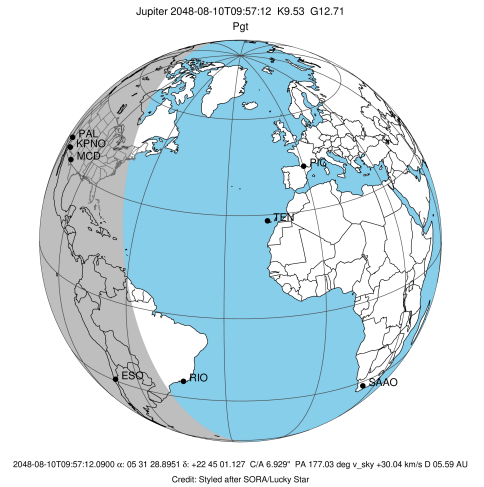 Jupiter 2048-08-10T09:57:12 K9.53 G12.71
Pgt
PAL
KPNO
MCD
PIC
TEN
ESO
RIO
SAAO
2048-08-10T09:57:12.0900 α: 05 31 28.8951 δ: +22 45 01.127 C/A 6.929" PA 177.03 deg v_sky +30.04 km/s D 05.59 AU
Credit: Styled after SORA/Lucky Star